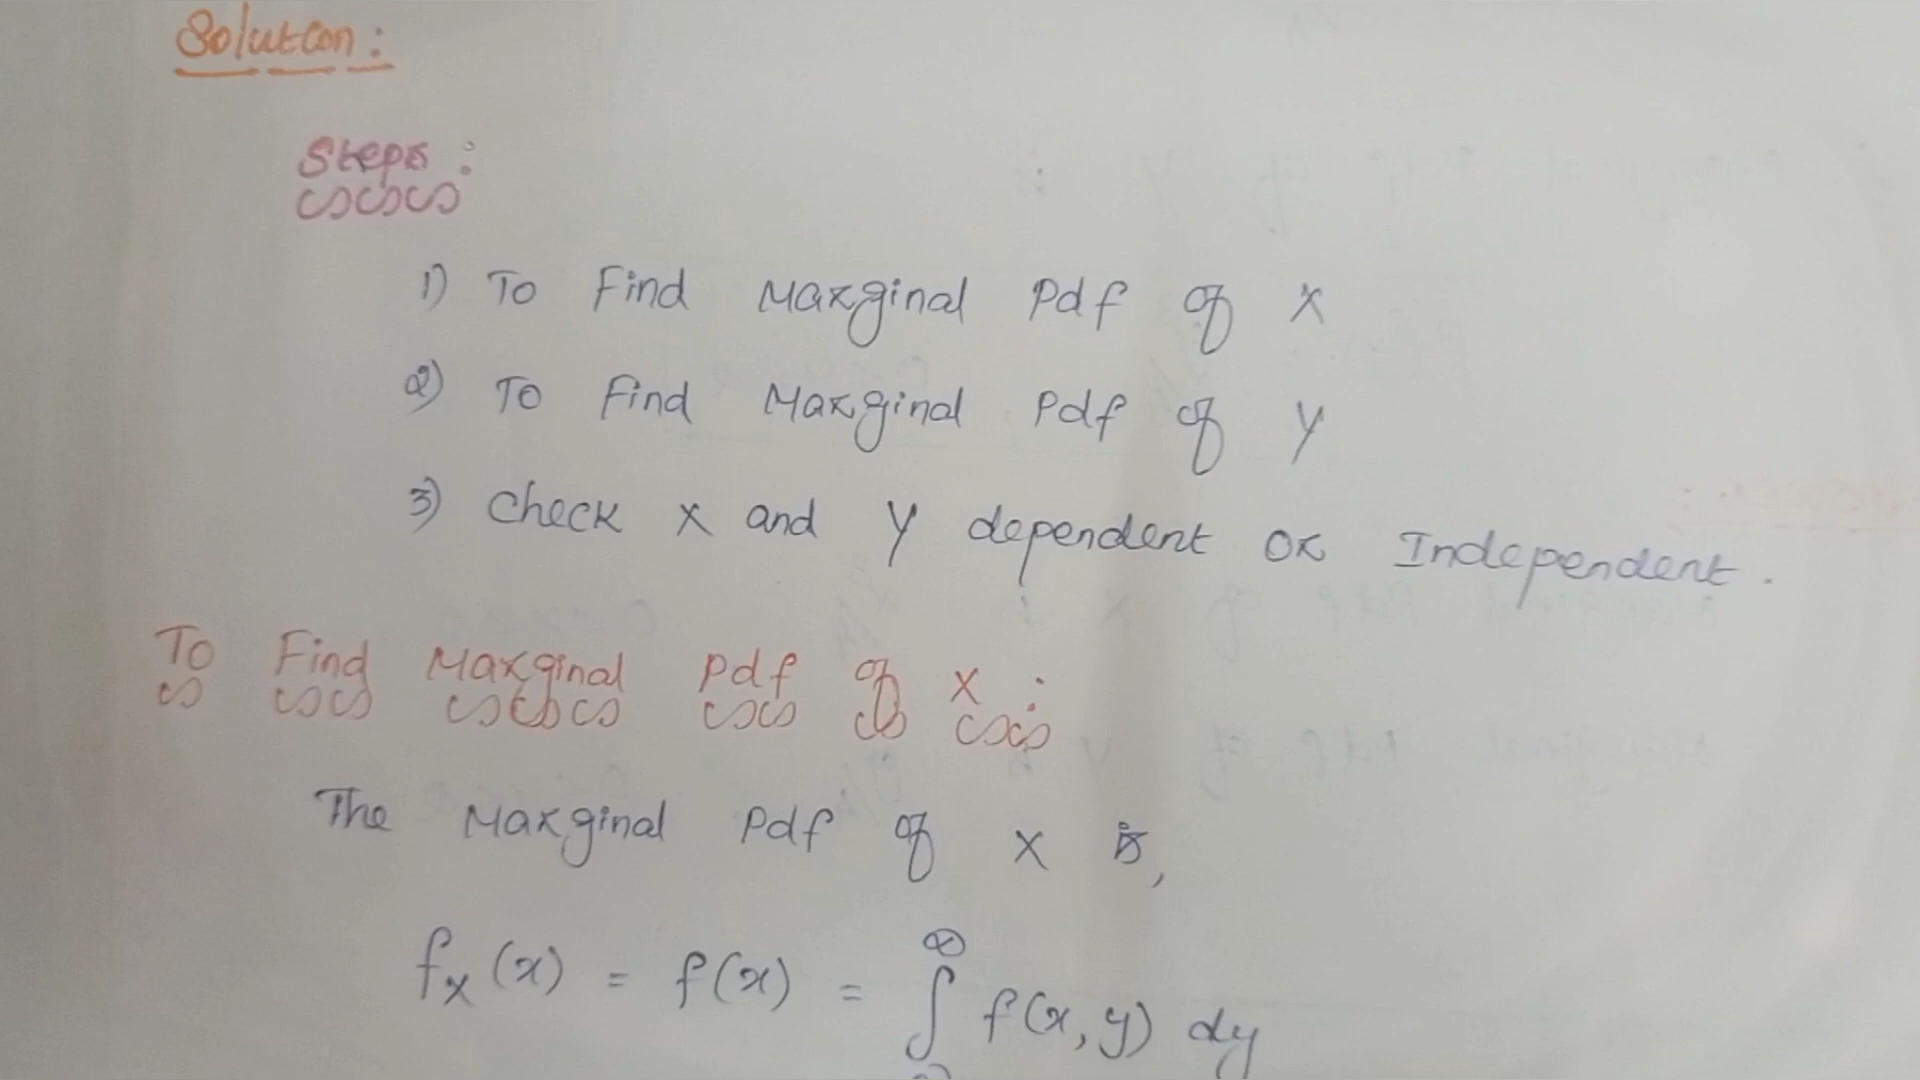 Solution:
Steps:
1) To Find Marginal Pdf of X
2) To Find Marginal Pdf of Y
3) Check X and Y dependent or Independent.
To Find Marginal Pdf of X:
The Marginal Pdf of X is,
fₓ(x) = f(x) = ∫ ∞ f(x,y) dy